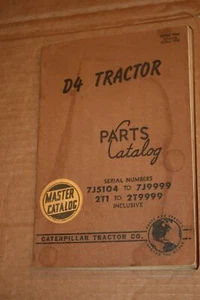 D4 TRACTOR
PARTS
Catalog
SERIAL NUMBERS
7J5104 TO 7J9999
2T1 TO 2T9999
INCLUSIVE
MASTER
CATALOG
CATERPILLAR TRACTOR CO.